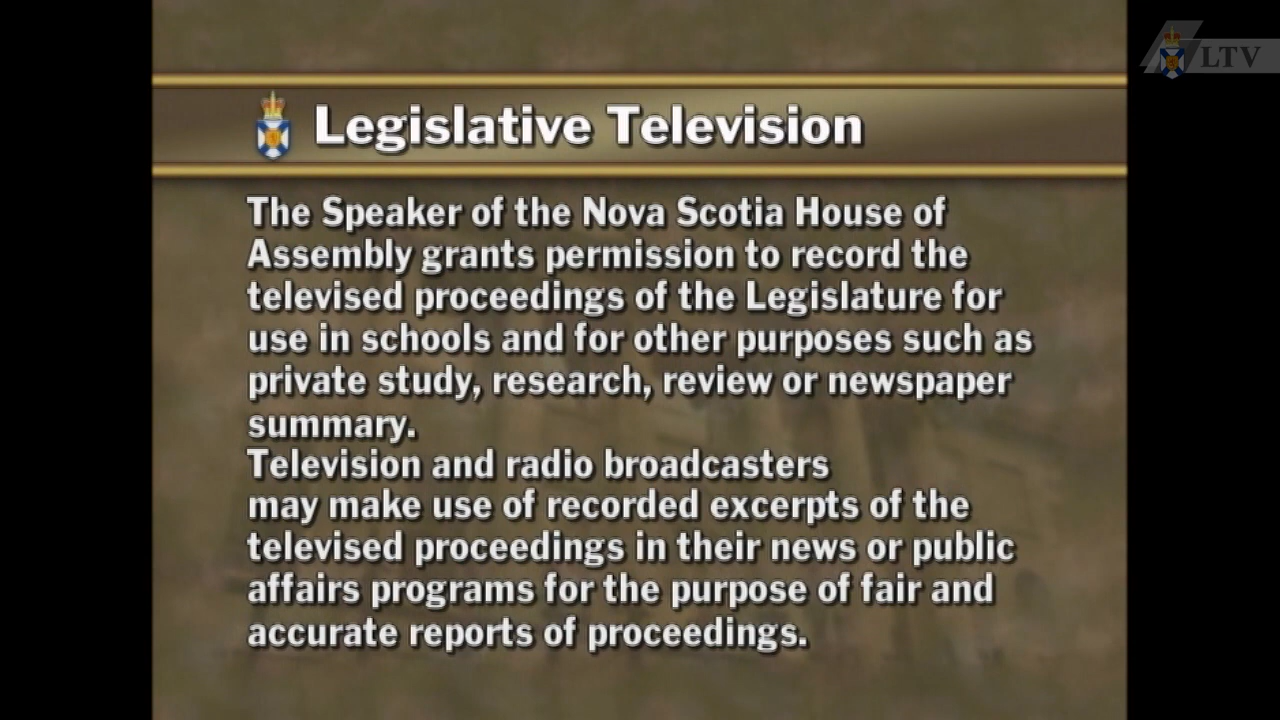 LTV
Legislative Television
The Speaker of the Nova Scotia House of
Assembly grants permission to record the
televised proceedings of the Legislature for
use in schools and for other purposes such as
private study, research, review or newspaper
summary.
Television and radio broadcasters
may make use of recorded excerpts of the
televised proceedings in their news or public
affairs programs for the purpose of fair and
accurate reports of proceedings.